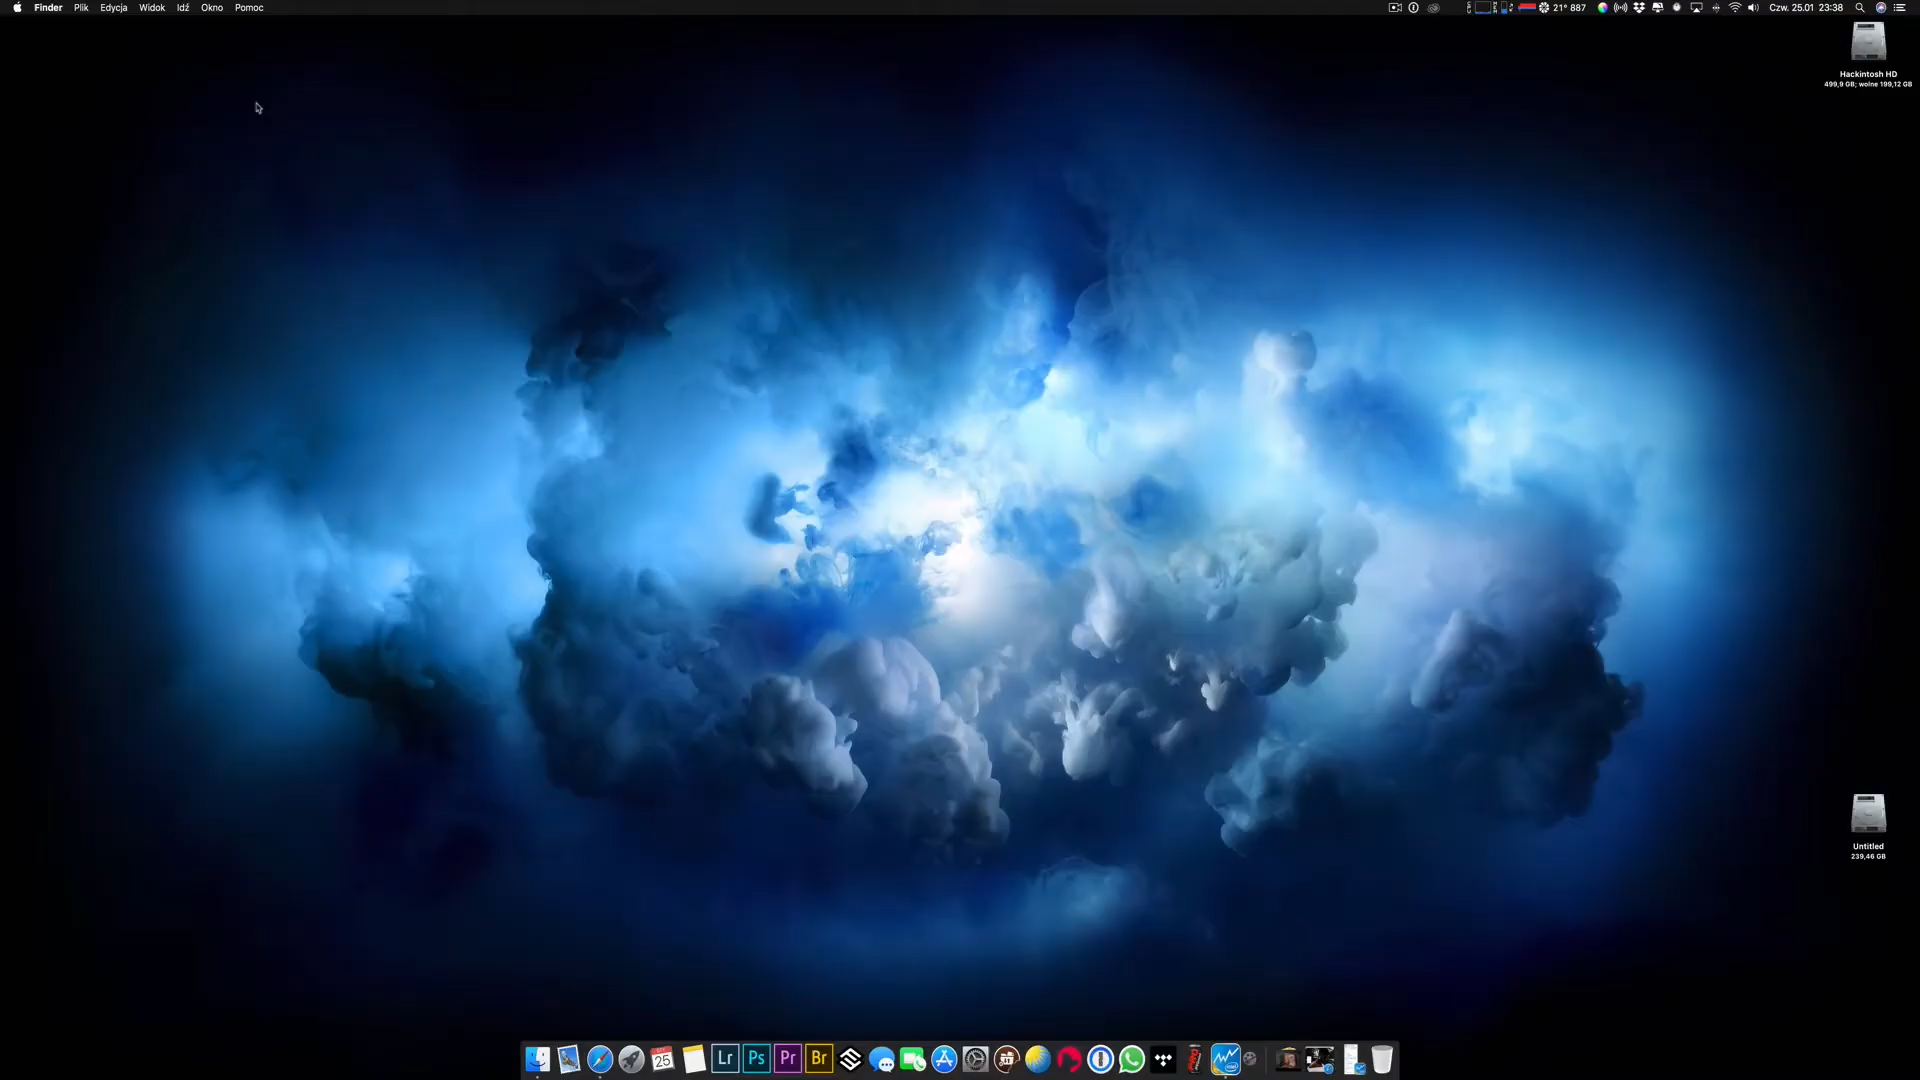 Finder Plik Edycja Widok Idź Okno Pomoc
21° 887 Czw. 25.01 23:38
Hackintosh HD
499,9 GB; wolne 199,12 GB
Untitled
239,46 GB
25 Lr Ps Pr Br